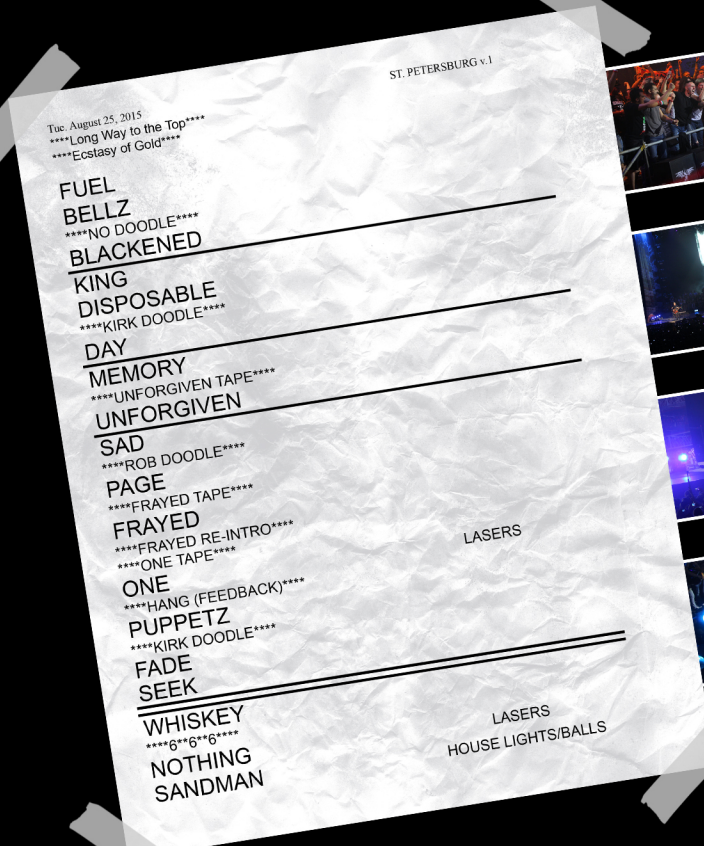 ST. PETERSBURG v.1
Tue. August 25, 2015
****Long Way to the Top****
****Ecstasy of Gold****
FUEL
BELLZ
****NO DOODLE****
BLACKENED
KING
DISPOSABLE
****KIRK DOODLE****
DAY
MEMORY
****UNFORGIVEN TAPE****
UNFORGIVEN
SAD
****ROB DOODLE****
PAGE
****FRAYED TAPE****
FRAYED
****FRAYED RE-INTRO****
****ONE TAPE****
LASERS
ONE
****HANG (FEEDBACK)****
PUPPETZ
****KIRK DOODLE****
FADE
SEEK
WHISKEY
****6**6**6****
LASERS
NOTHING
HOUSE LIGHTS/BALLS
SANDMAN